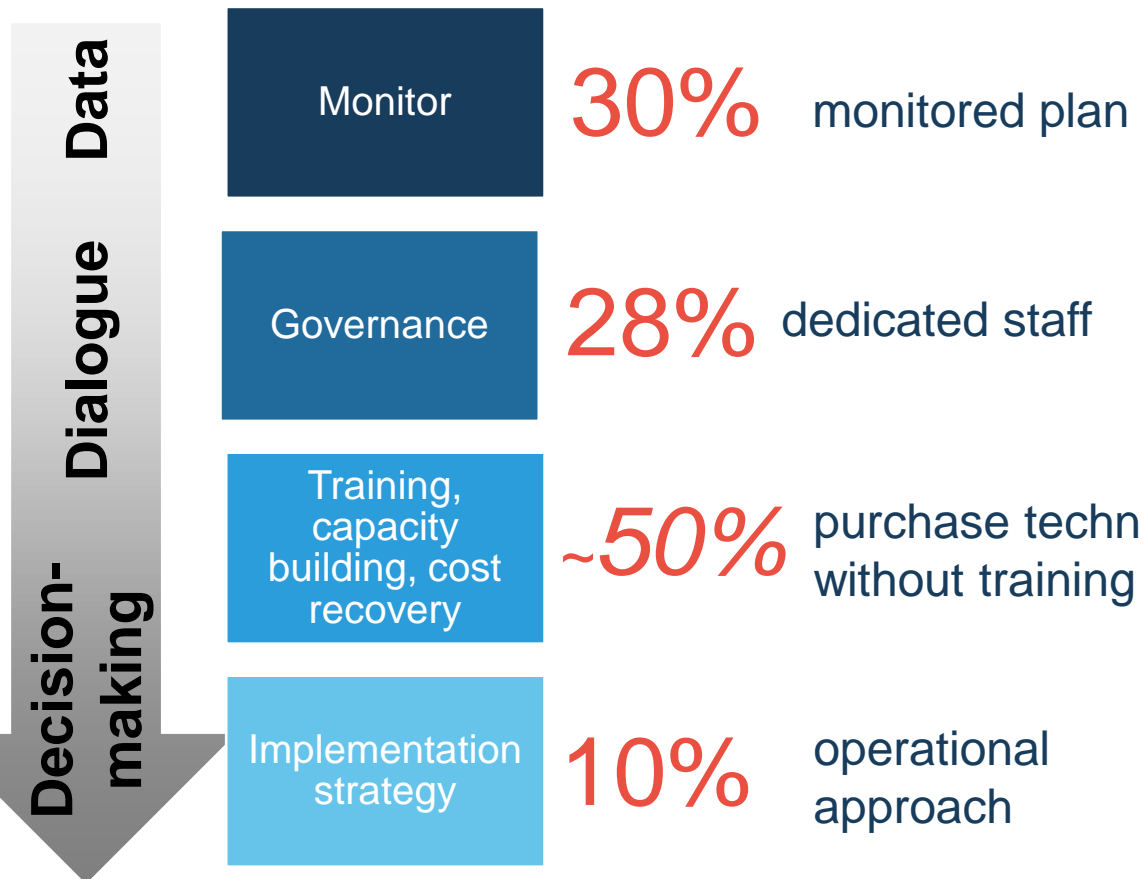 Data
Dialogue
Decision-
making
Monitor
30%
monitored plan
Governance
28%
dedicated staff
Training,
capacity
building, cost
recovery
~50%
purchase techn
without training
Implementation
strategy
10%
operational
approach